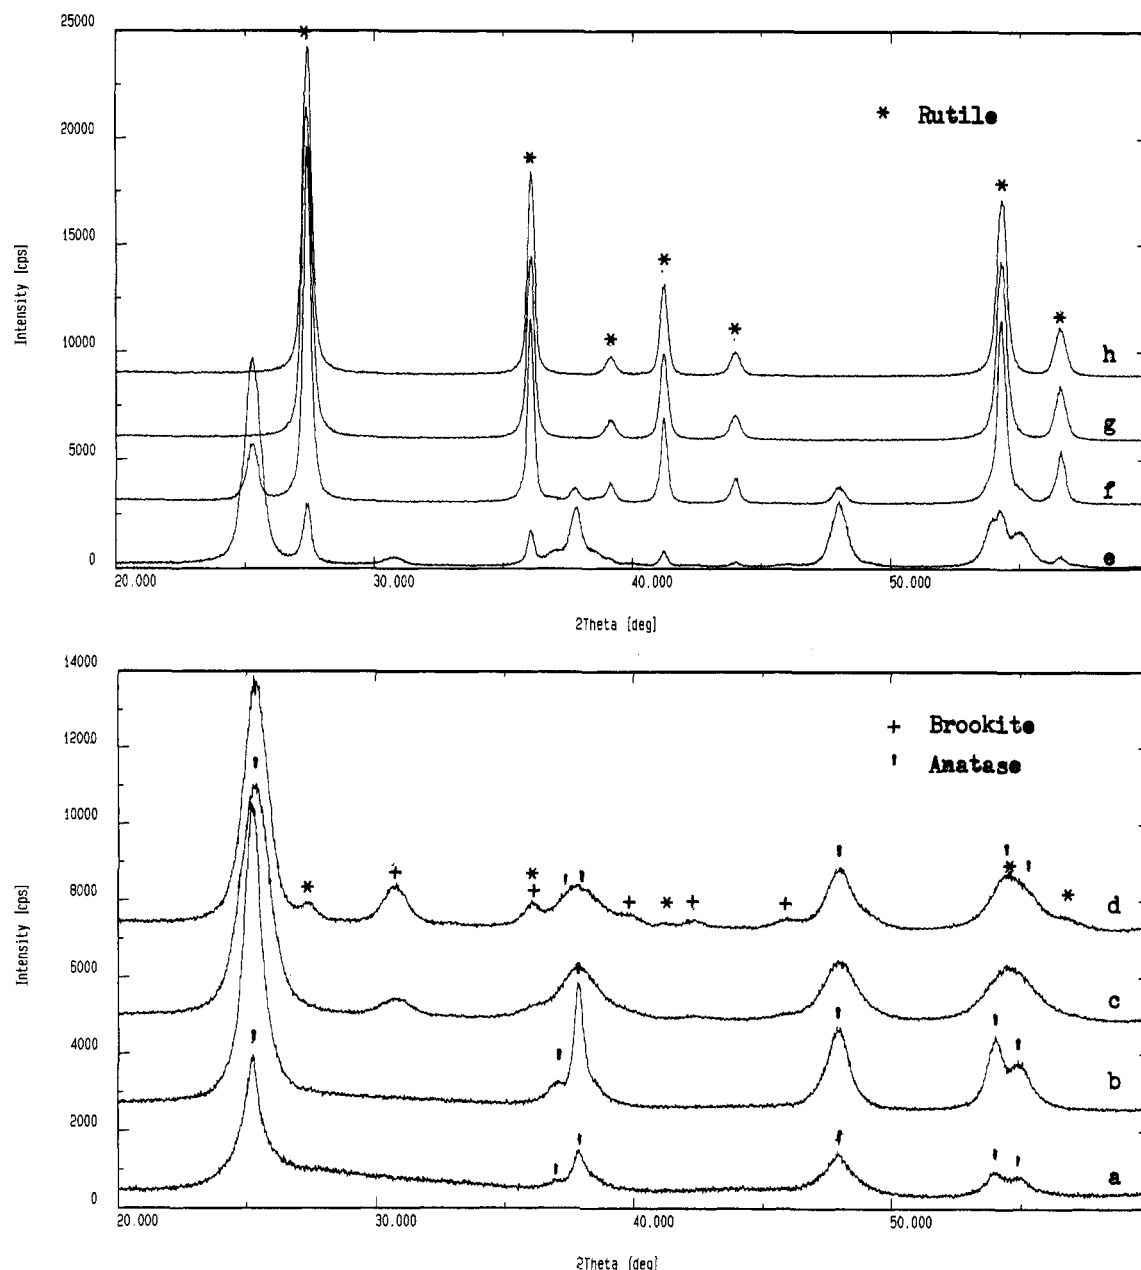 25000
20000
15000
10000
5000
0
Intensity [cps]
* Rutile
h
g
f
e
20.000 30.000 40.000 50.000
2Theta [deg]
14000
12000
10000
8000
6000
4000
2000
0
Intensity [cps]
+ Brookite
' Anatase
d
c
b
a
20.000 30.000 40.000 50.000
2Theta [deg]